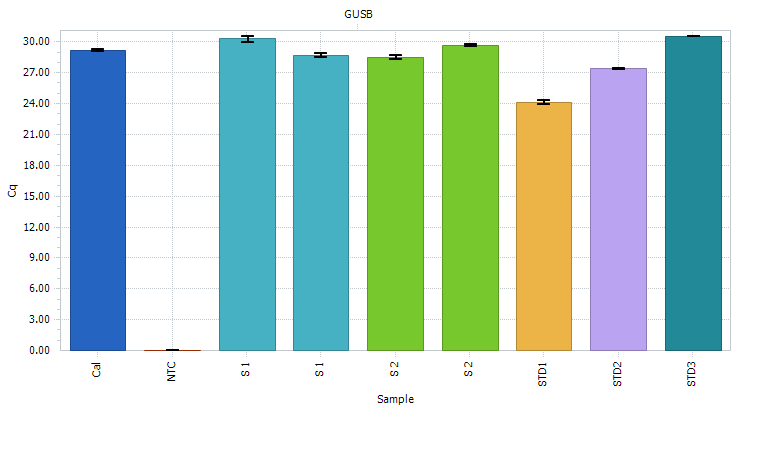 GUSB
30.00
27.00
24.00
21.00
18.00
15.00
12.00
9.00
6.00
3.00
0.00
Cq
Cal
NTC
S 1
S 1
S 2
S 2
STD1
STD2
STD3
Sample